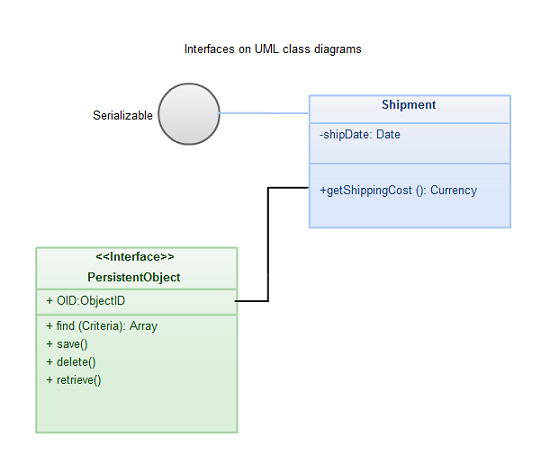 Interfaces on UML class diagrams
Serializable
Shipment
-shipDate: Date
+getShippingCost (): Currency
<<Interface>>
PersistentObject
+ OID:ObjectID
+ find (Criteria): Array
+ save()
+ delete()
+ retrieve()